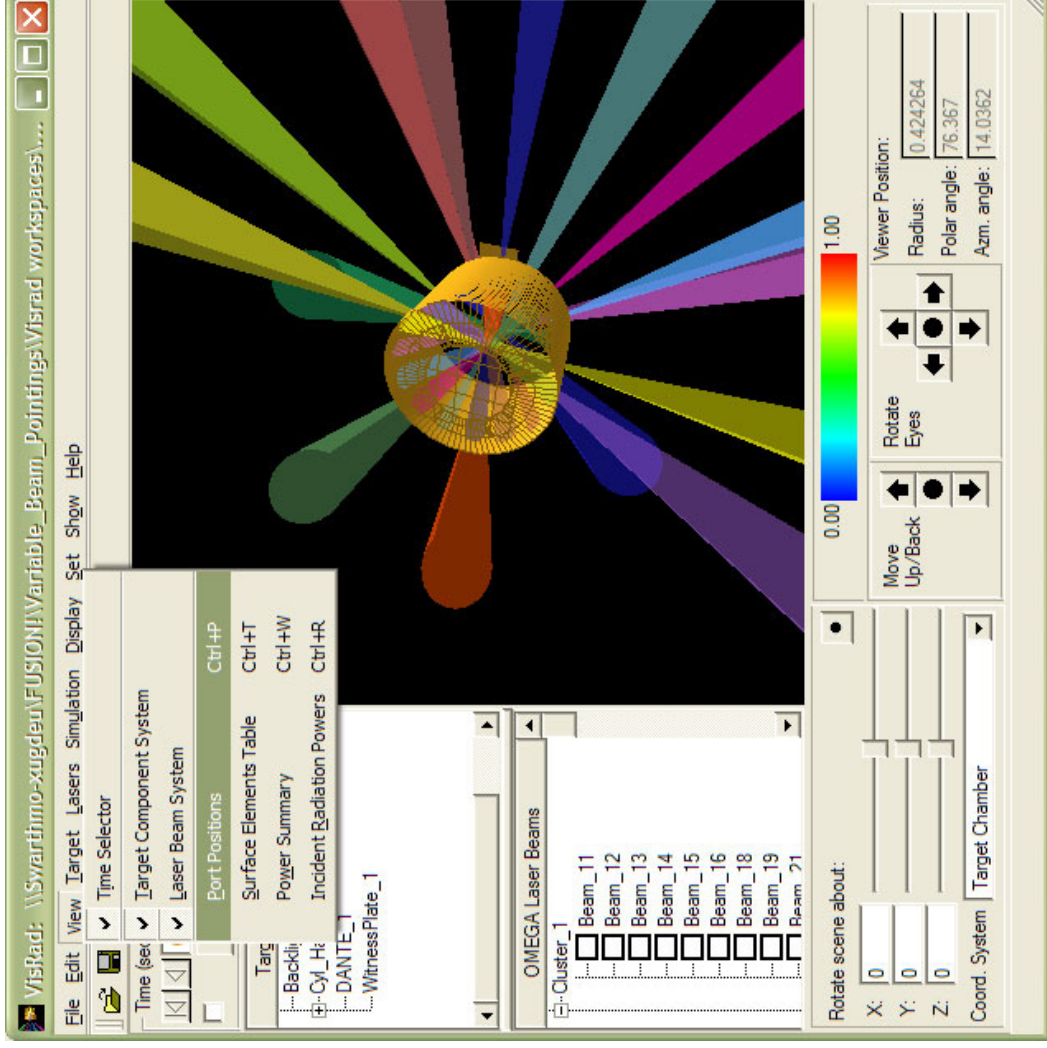 VisRad: \\Swarthmo-xugdeu\FUSION!\Variable_Beam_Pointings\Visrad workspaces\...
File Edit View Target Lasers Simulation Display Set Show Help
Time Selector
Target Component System
Laser Beam System
Port Positions Ctrl+P
Surface Elements Table Ctrl+T
Power Summary Ctrl+W
Incident Radiation Powers Ctrl+R
Time (sec
Targ
Backli
Cyl_Ha
DANTE_1
WitnessPlate_1
OMEGA Laser Beams
Cluster_1
Beam_11
Beam_12
Beam_13
Beam_14
Beam_15
Beam_16
Beam_18
Beam_19
Beam_21
0.00 1.00
Rotate scene about:
X: 0
Y: 0
Z: 0
Coord. System Target Chamber
Move
Up/Back
Rotate
Eyes
Viewer Position:
Radius: 0.424264
Polar angle: 76.367
Azm. angle: 14.0362